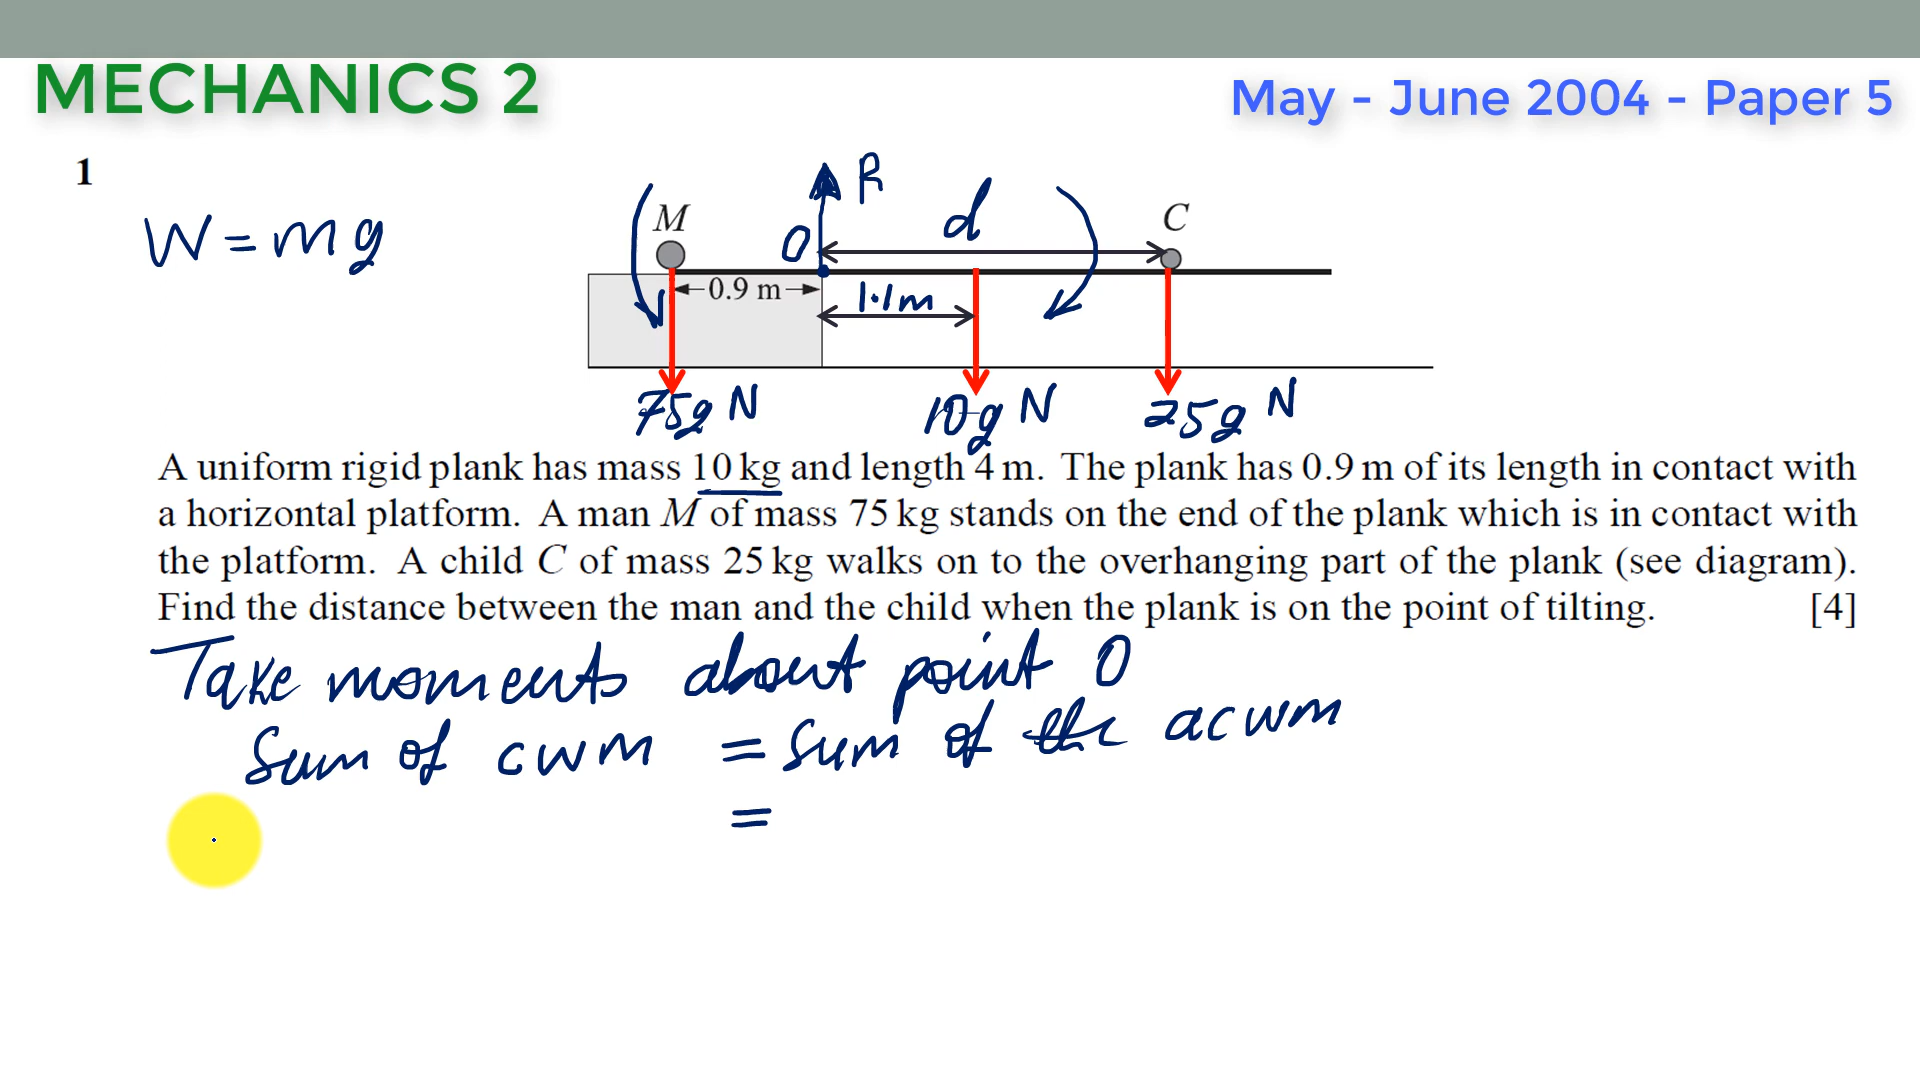 MECHANICS 2
May - June 2004 - Paper 5
1
W = mg
R
M
O
d
C
0.9 m
1.1m
75g N
10g N
25g N
A uniform rigid plank has mass 10 kg and length 4 m. The plank has 0.9 m of its length in contact with
a horizontal platform. A man M of mass 75 kg stands on the end of the plank which is in contact with
the platform. A child C of mass 25 kg walks on to the overhanging part of the plank (see diagram).
Find the distance between the man and the child when the plank is on the point of tilting. [4]
Take moments about point O
Sum of cwm = sum of the acwm
=